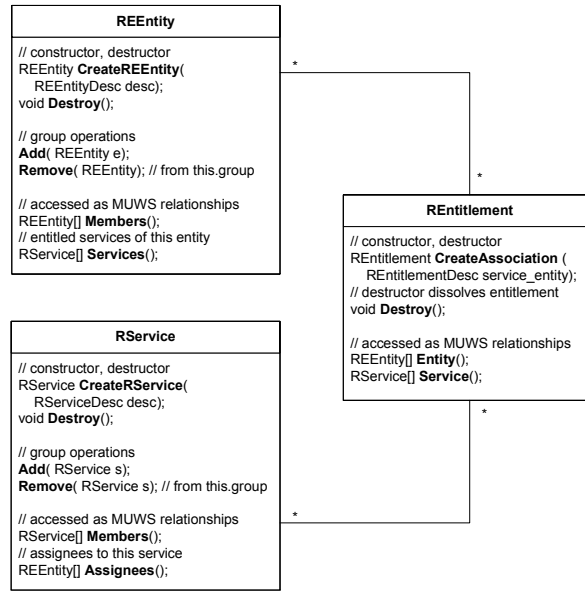 REEntity
// constructor, destructor
REEntity CreateREEntity(
REEntityDesc desc);
void Destroy();
// group operations
Add( REEntity e);
Remove( REEntity); // from this.group
// accessed as MUWS relationships
REEntity[] Members();
// entitled services of this entity
RService[] Services();
*
*
REntitlement
// constructor, destructor
REntitlement CreateAssociation (
REntitlementDesc service_entity);
// destructor dissolves entitlement
void Destroy();
// accessed as MUWS relationships
REEntity[] Entity();
RService[] Service();
*
*
RService
// constructor, destructor
RService CreateRService(
RServiceDesc desc);
void Destroy();
// group operations
Add( RService s);
Remove( RService s); // from this.group
// accessed as MUWS relationships
RService[] Members();
// assignees to this service
REEntity[] Assignees();